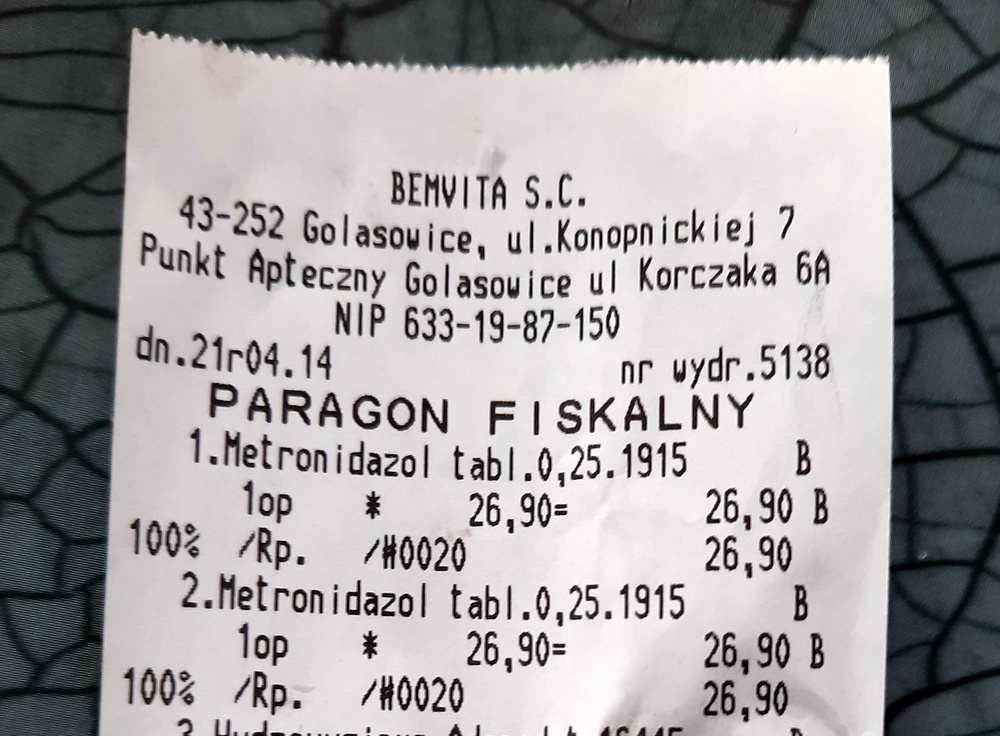 BEMVITA S.C.
43-252 Golasowice, ul.Konopnickiej 7
Punkt Apteczny Golasowice ul Korczaka 6A
NIP 633-19-87-150
dn.21r04.14 nr wydr.5138
PARAGON FISKALNY
1.Metronidazol tabl.0,25.1915 B
1op * 26,90= 26,90 B
100% /Rp. /#0020 26,90
2.Metronidazol tabl.0,25.1915 B
1op * 26,90= 26,90 B
100% /Rp. /#0020 26,90